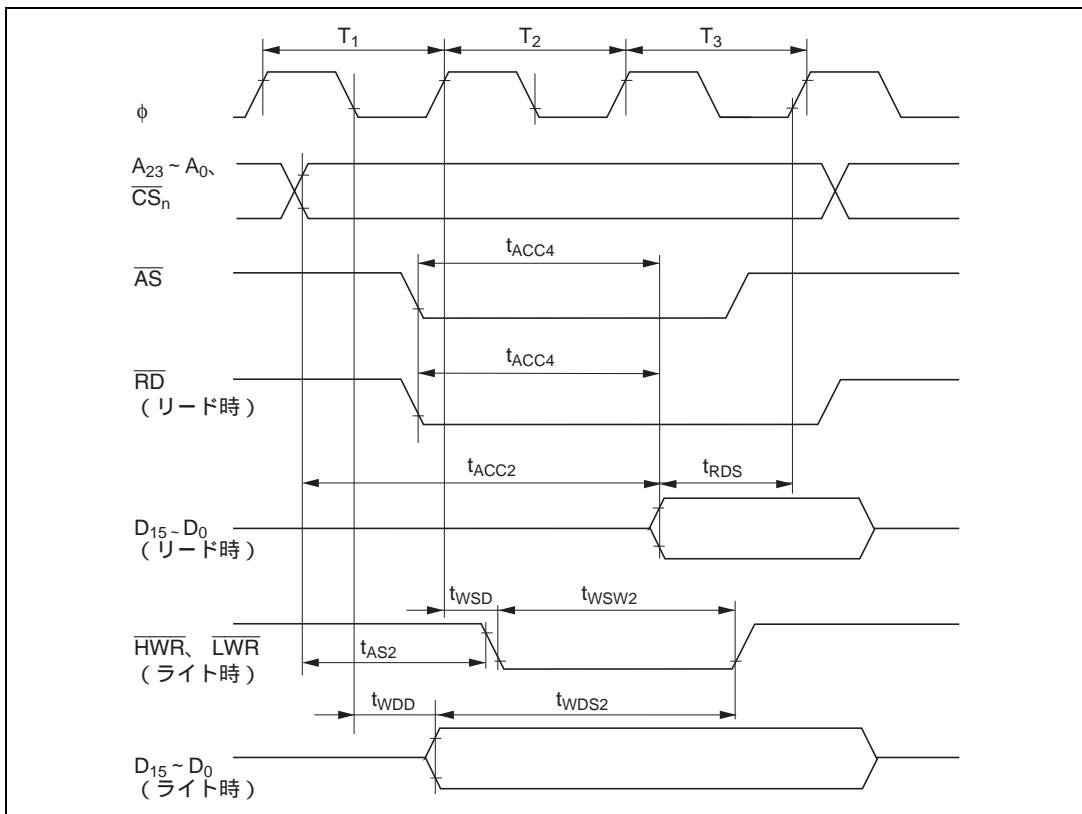 T1 T2 T3
φ
A23 ~ A0、
CSn
tACC4
AS
tACC4
RD
（リード時）
tACC2 tRDS
D15 ~ D0
（リード時）
tWSD tWSW2
HWR、 LWR
tAS2
（ライト時）
tWDD tWDS2
D15 ~ D0
（ライト時）